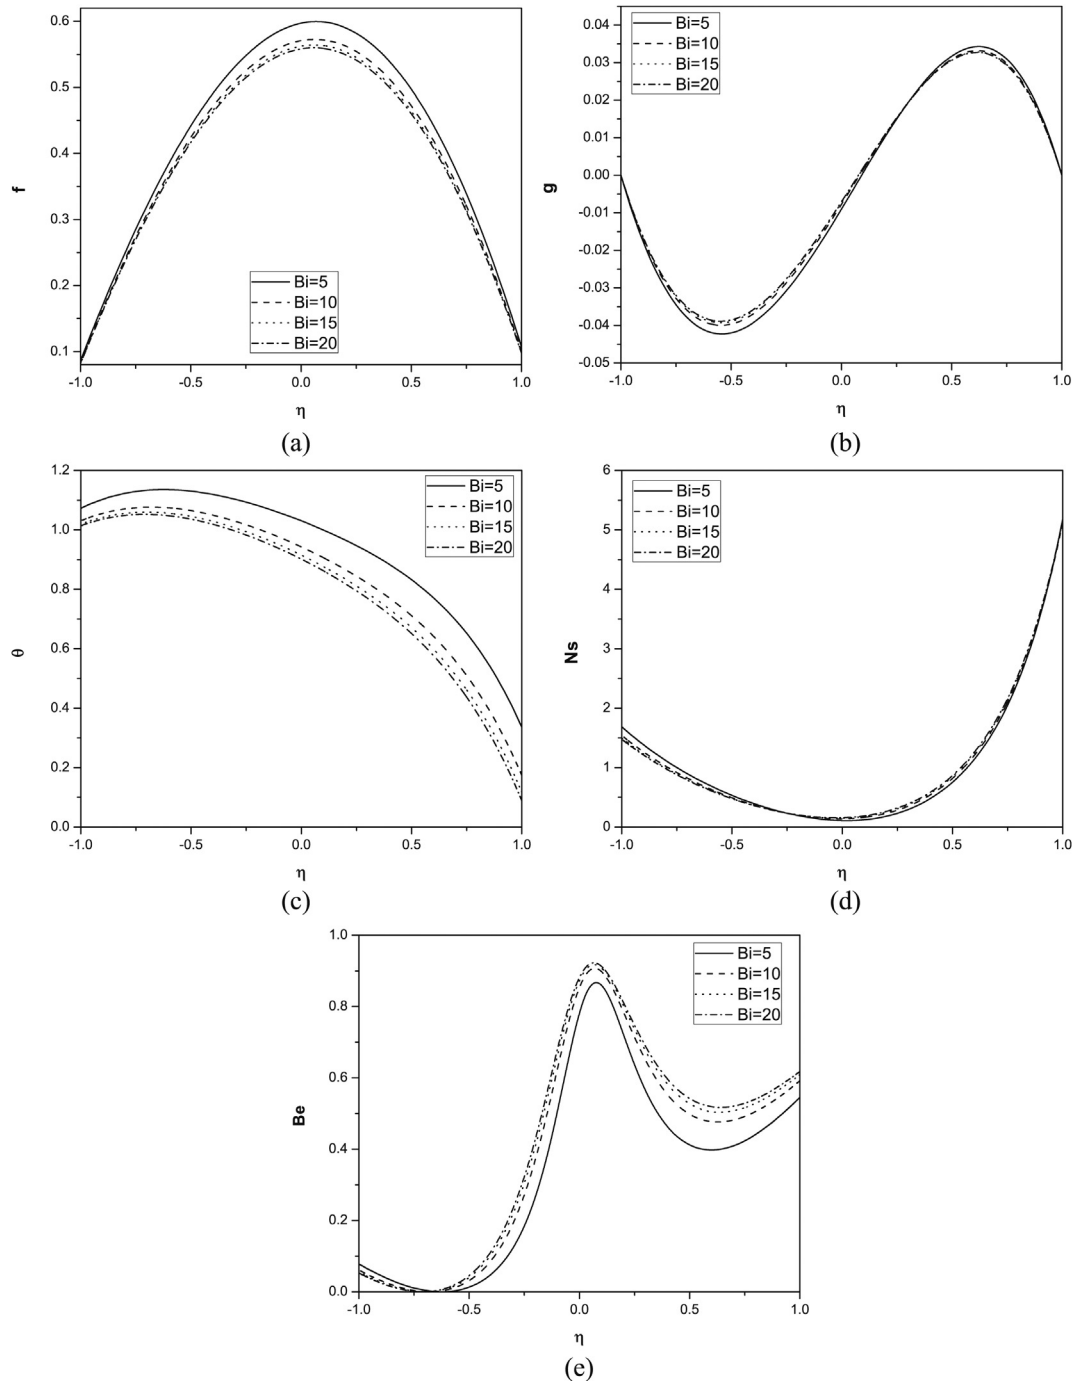 0.6
0.5
0.4
f
0.3
0.2
0.1
Bi=5
Bi=10
Bi=15
Bi=20
-1.0 -0.5 0.0 0.5 1.0
η
(a)
0.04
0.03
0.02
0.01
0.00
g
-0.01
-0.02
-0.03
-0.04
-0.05
Bi=5
Bi=10
Bi=15
Bi=20
-1.0 -0.5 0.0 0.5 1.0
η
(b)
1.2
1.0
0.8
θ
0.6
0.4
0.2
0.0
Bi=5
Bi=10
Bi=15
Bi=20
-1.0 -0.5 0.0 0.5 1.0
η
(c)
6
5
4
Ns
3
2
1
0
Bi=5
Bi=10
Bi=15
Bi=20
-1.0 -0.5 0.0 0.5 1.0
η
(d)
1.0
0.8
0.6
Be
0.4
0.2
0.0
Bi=5
Bi=10
Bi=15
Bi=20
-1.0 -0.5 0.0 0.5 1.0
η
(e)